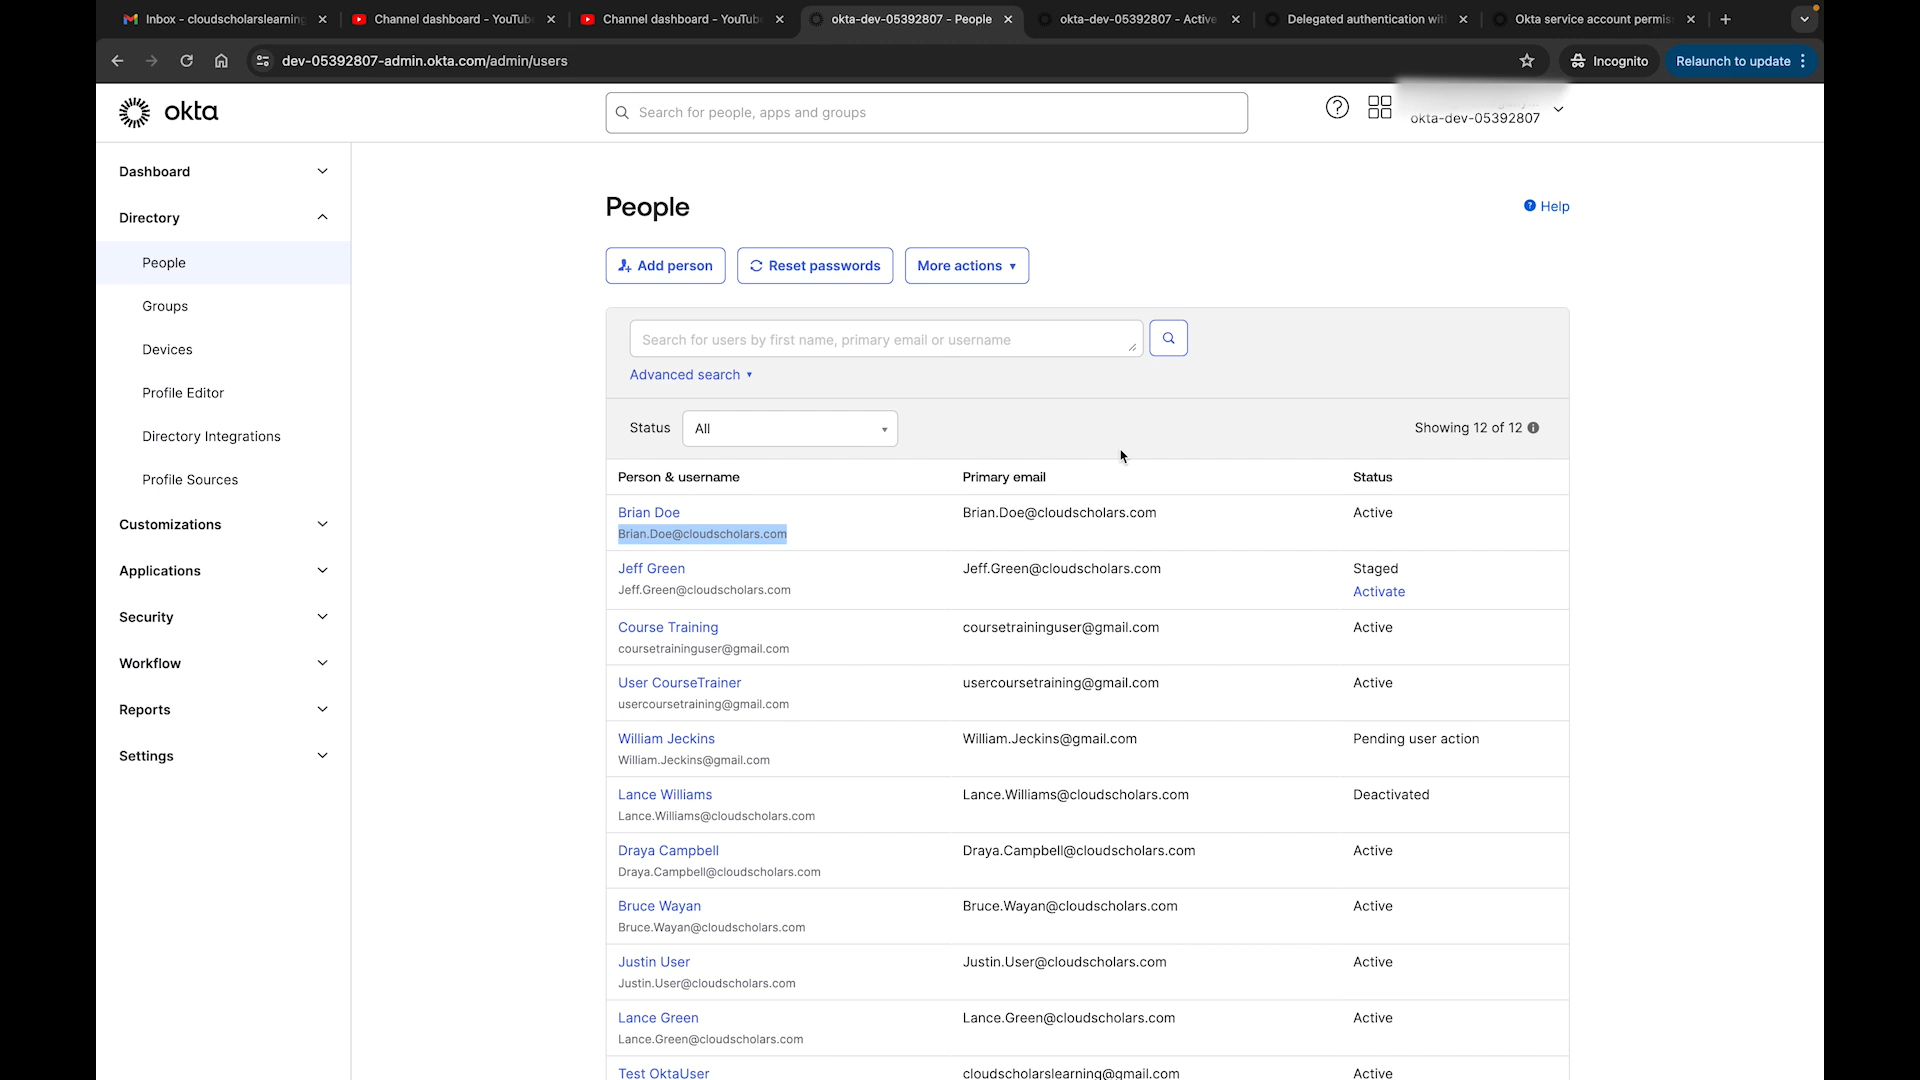 Inbox - cloudscholarslearning
Channel dashboard - YouTube
Channel dashboard - YouTube
okta-dev-05392807 - People
okta-dev-05392807 - Active
Delegated authentication wit
Okta service account permis
dev-05392807-admin.okta.com/admin/users
Incognito
Relaunch to update
okta
Search for people, apps and groups
okta-dev-05392807
Dashboard
Directory
People
Groups
Devices
Profile Editor
Directory Integrations
Profile Sources
Customizations
Applications
Security
Workflow
Reports
Settings
People
Help
Add person
Reset passwords
More actions
Search for users by first name, primary email or username
Advanced search
Status
All
Showing 12 of 12
Person & username Primary email Status
Brian Doe Brian.Doe@cloudscholars.com Active
Brian.Doe@cloudscholars.com
Jeff Green Jeff.Green@cloudscholars.com Staged
Jeff.Green@cloudscholars.com Activate
Course Training coursetraininguser@gmail.com Active
coursetraininguser@gmail.com
User CourseTrainer usercoursetraining@gmail.com Active
usercoursetraining@gmail.com
William Jeckins William.Jeckins@gmail.com Pending user action
William.Jeckins@gmail.com
Lance Williams Lance.Williams@cloudscholars.com Deactivated
Lance.Williams@cloudscholars.com
Draya Campbell Draya.Campbell@cloudscholars.com Active
Draya.Campbell@cloudscholars.com
Bruce Wayan Bruce.Wayan@cloudscholars.com Active
Bruce.Wayan@cloudscholars.com
Justin User Justin.User@cloudscholars.com Active
Justin.User@cloudscholars.com
Lance Green Lance.Green@cloudscholars.com Active
Lance.Green@cloudscholars.com
Test OktaUser cloudscholarslearning@gmail.com Active